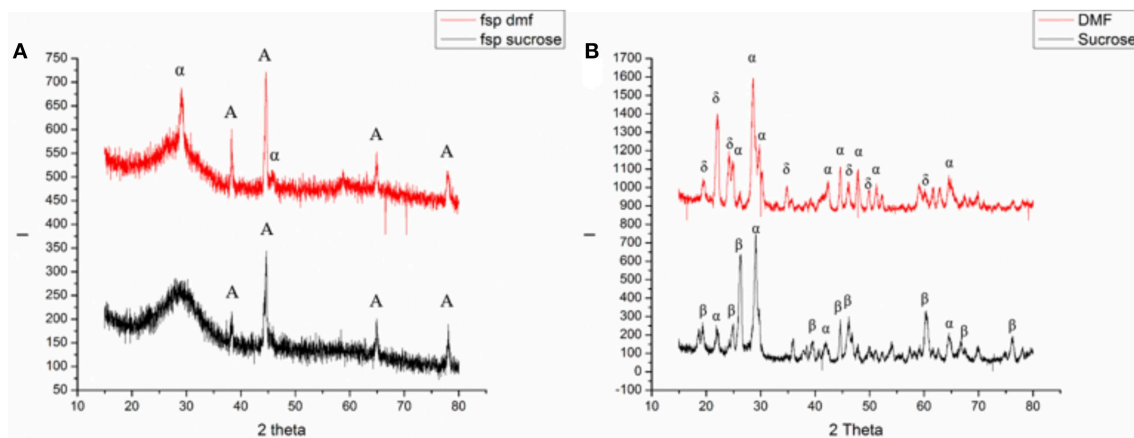 A
fsp dmf
fsp sucrose
750
700
650
600
550
500
450
400
350
300
250
200
150
100
50
I
α
A
A
α
A
A
A
A
A
A
10
20
30
40
50
60
70
80
2 theta
B
DMF
Sucrose
1700
1600
1500
1400
1300
1200
1100
1000
900
800
700
600
500
400
300
200
100
0
-100
I
δ
δ
δ
α
α
α
δ
α
α
δ
α
δ
α
δ
α
β
α
β
β
α
β
α
β
β
β
α
β
β
10
20
30
40
50
60
70
80
2 Theta